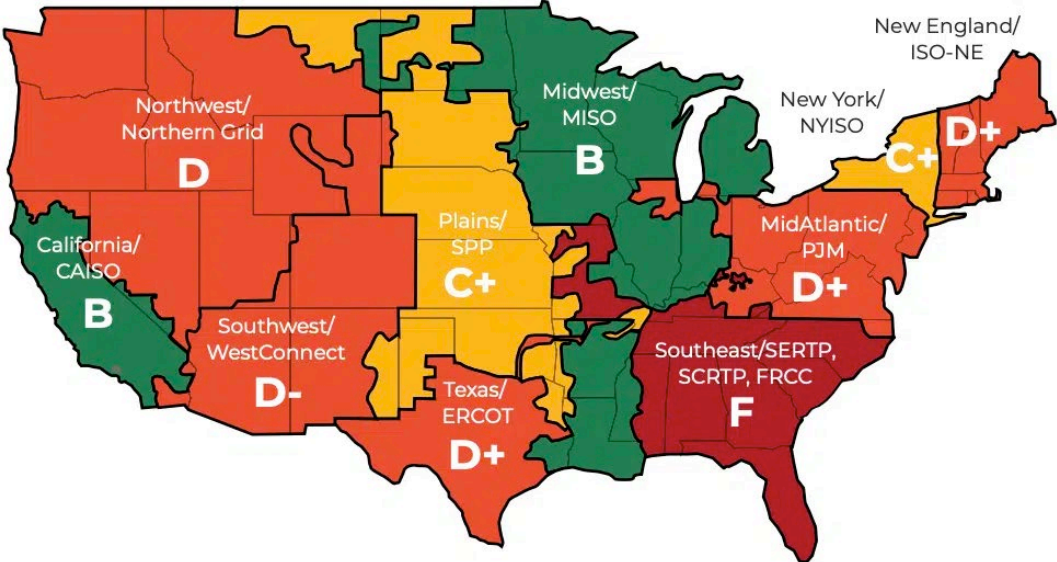 New England/
ISO-NE
D+
New York/
NYISO
C+
Northwest/
Northern Grid
D
Midwest/
MISO
B
California/
CAISO
B
Plains/
SPP
C+
MidAtlantic/
PJM
D+
Southwest/
WestConnect
D-
Texas/
ERCOT
D+
Southeast/SERTP,
SCRTP, FRCC
F